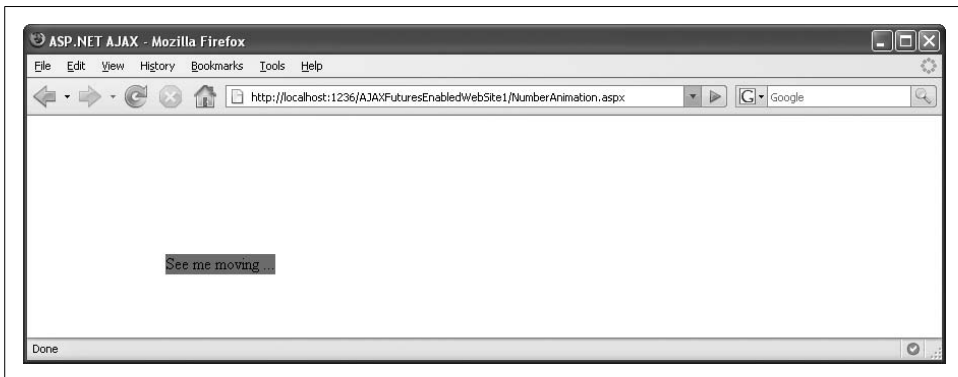 ASP.NET AJAX - Mozilla Firefox
File Edit View History Bookmarks Tools Help
http://localhost:1236/AJAXFuturesEnabledWebSite1/NumberAnimation.aspx G Google
See me moving ...
Done